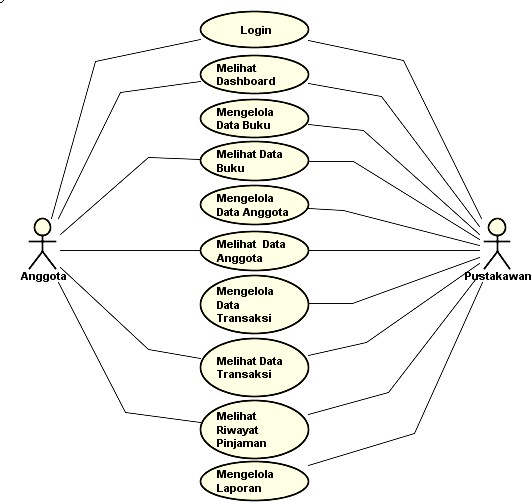 Login
Melihat
Dashboard
Mengelola
Data Buku
Melihat Data
Buku
Mengelola
Data Anggota
Melihat Data
Anggota
Anggota
Pustakawan
Mengelola
Data
Transaksi
Melihat Data
Transaksi
Melihat
Riwayat
Pinjaman
Mengelola
Laporan